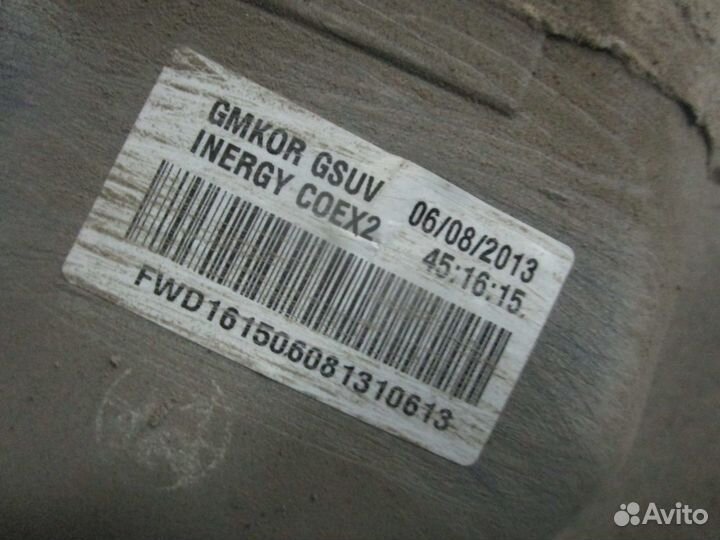 GMKOR GSUV 06/08/2013
INERGY COEX2 45:16:15
FWD161506081310613
Avito